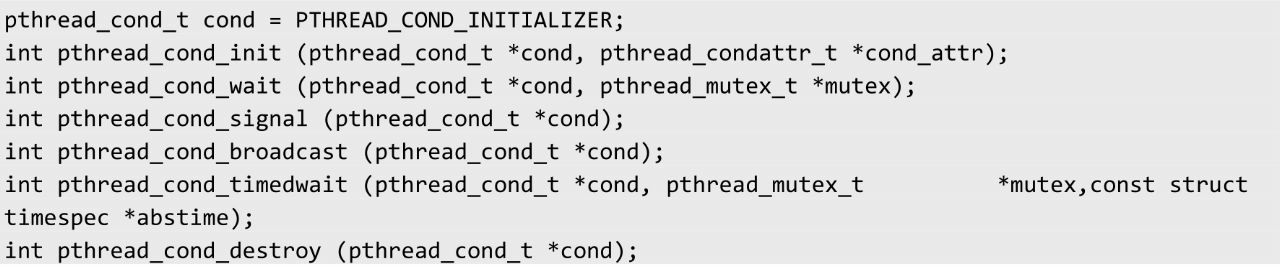 pthread_cond_t cond = PTHREAD_COND_INITIALIZER;
int pthread_cond_init (pthread_cond_t *cond, pthread_condattr_t *cond_attr);
int pthread_cond_wait (pthread_cond_t *cond, pthread_mutex_t *mutex);
int pthread_cond_signal (pthread_cond_t *cond);
int pthread_cond_broadcast (pthread_cond_t *cond);
int pthread_cond_timedwait (pthread_cond_t *cond, pthread_mutex_t          *mutex,const struct
timespec *abstime);
int pthread_cond_destroy (pthread_cond_t *cond);